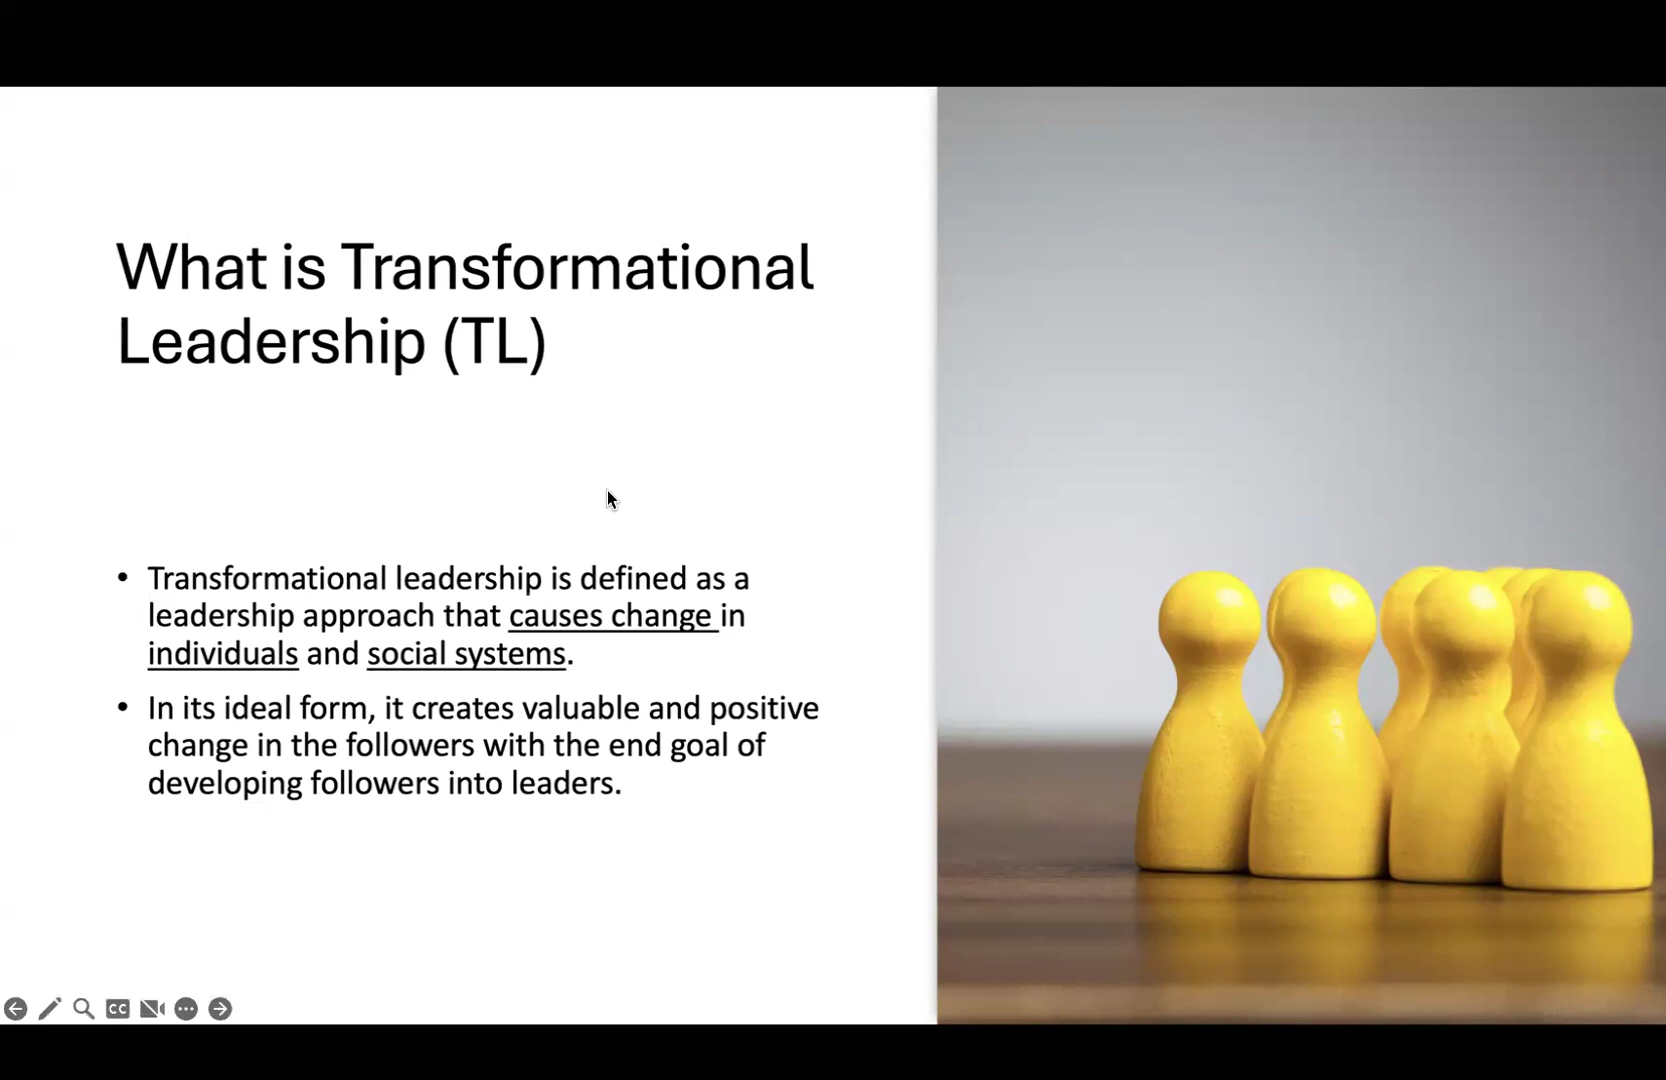 What is Transformational
Leadership (TL)
• Transformational leadership is defined as a
leadership approach that causes change in
individuals and social systems.
• In its ideal form, it creates valuable and positive
change in the followers with the end goal of
developing followers into leaders.
CC